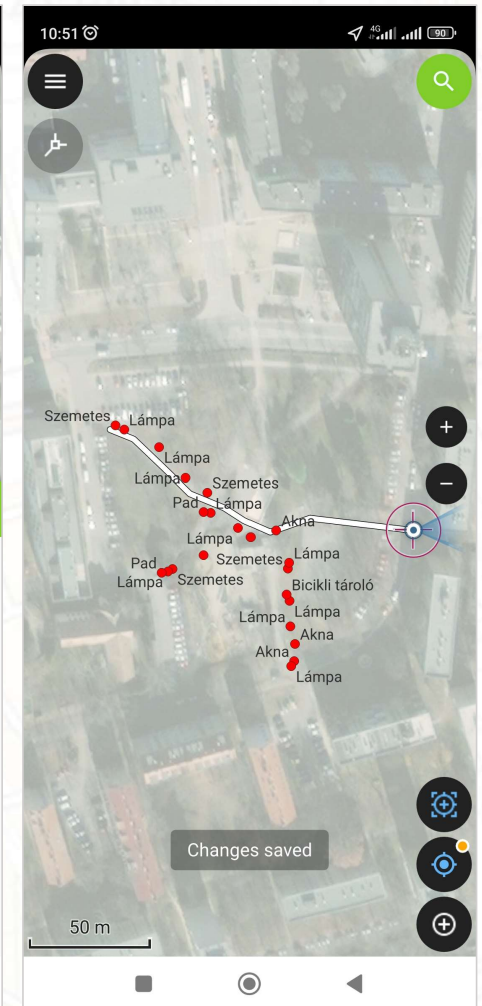 10:51
4G
90
Szemetes
Lámpa
Lámpa
Lámpa
Szemetes
Pad
Lámpa
Akna
Lámpa
Szemetes
Lámpa
Pad
Lámpa
Szemetes
Bicikli tároló
Lámpa
Lámpa
Akna
Akna
Lámpa
Changes saved
50 m